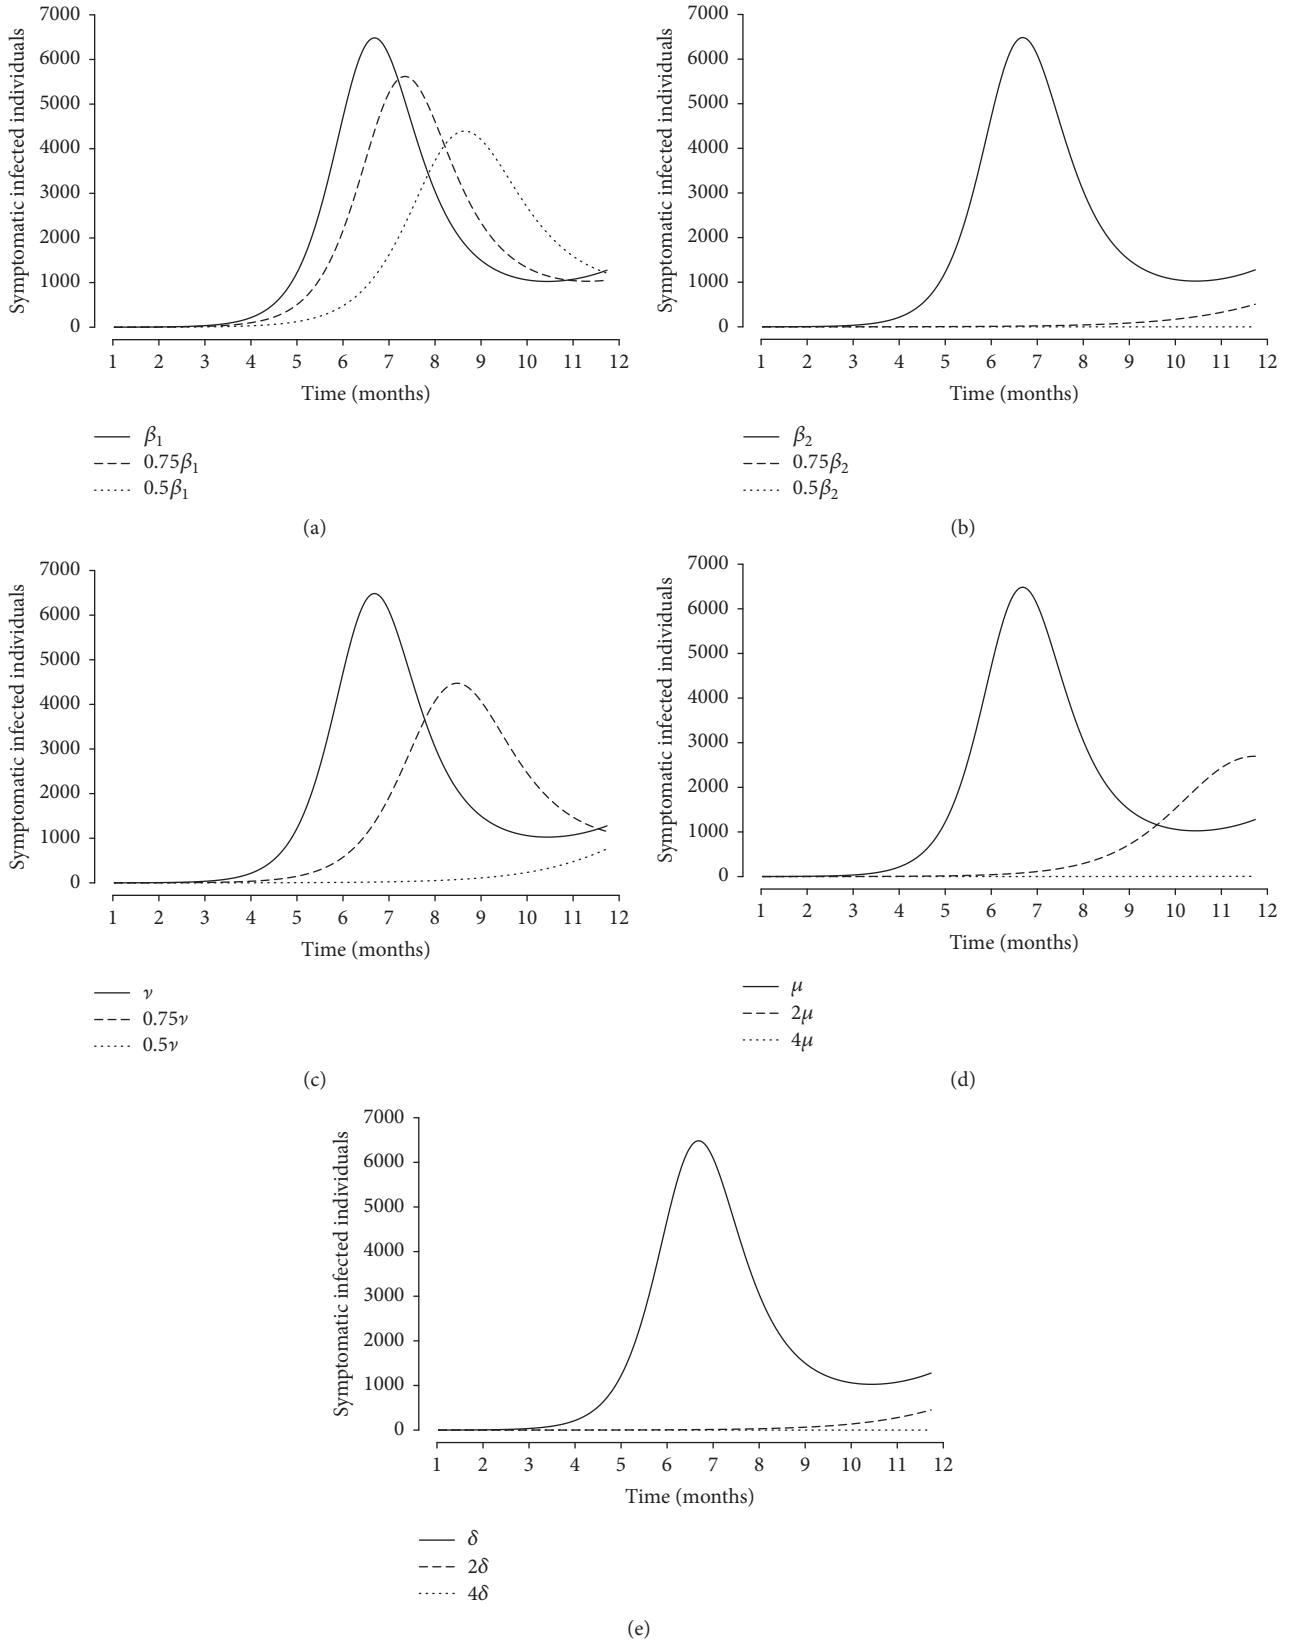 Symptomatic infected individuals
7000
6000
5000
4000
3000
2000
1000
0
1 2 3 4 5 6 7 8 9 10 11 12
Time (months)
β1
0.75β1
0.5β1
(a)
Symptomatic infected individuals
7000
6000
5000
4000
3000
2000
1000
0
1 2 3 4 5 6 7 8 9 10 11 12
Time (months)
β2
0.75β2
0.5β2
(b)
Symptomatic infected individuals
7000
6000
5000
4000
3000
2000
1000
0
1 2 3 4 5 6 7 8 9 10 11 12
Time (months)
ν
0.75ν
0.5ν
(c)
Symptomatic infected individuals
7000
6000
5000
4000
3000
2000
1000
0
1 2 3 4 5 6 7 8 9 10 11 12
Time (months)
μ
2μ
4μ
(d)
Symptomatic infected individuals
7000
6000
5000
4000
3000
2000
1000
0
1 2 3 4 5 6 7 8 9 10 11 12
Time (months)
δ
2δ
4δ
(e)